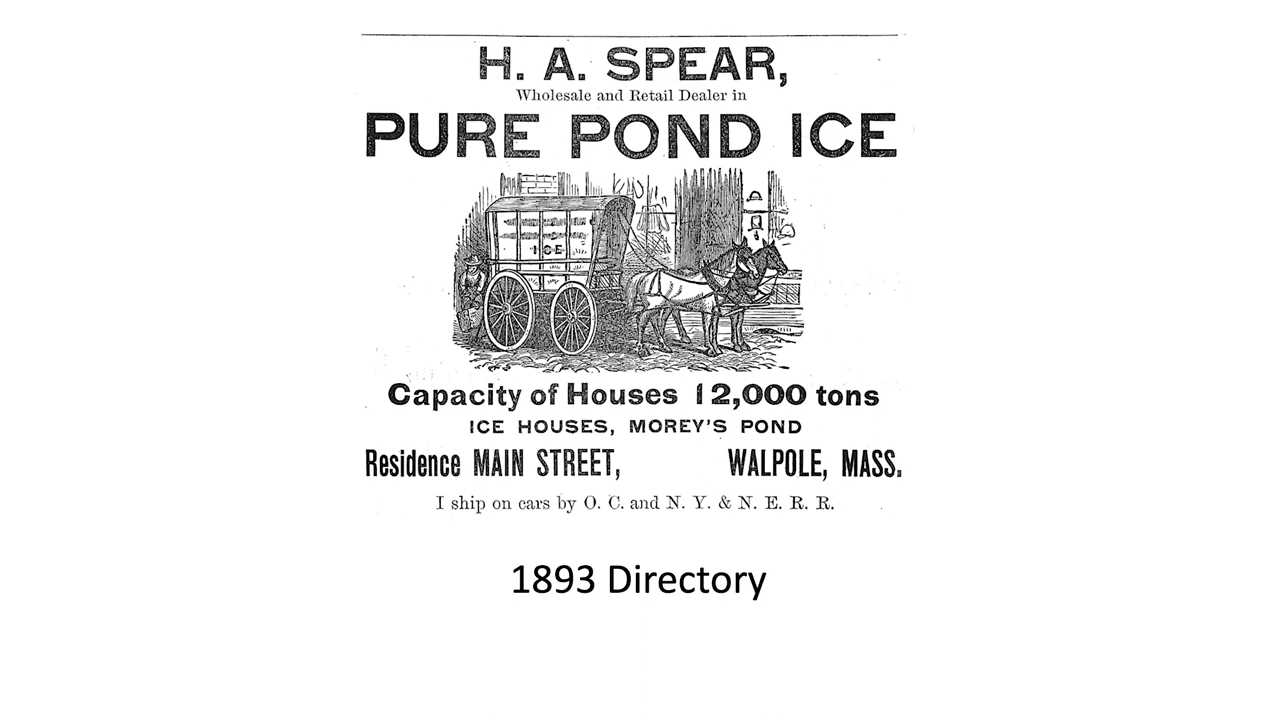 H. A. SPEAR,
Wholesale and Retail Dealer in
PURE POND ICE
ICE
Capacity of Houses 12,000 tons
ICE HOUSES, MOREY'S POND
Residence MAIN STREET, WALPOLE, MASS.
I ship on cars by O. C. and N. Y. & N. E. R. R.
1893 Directory